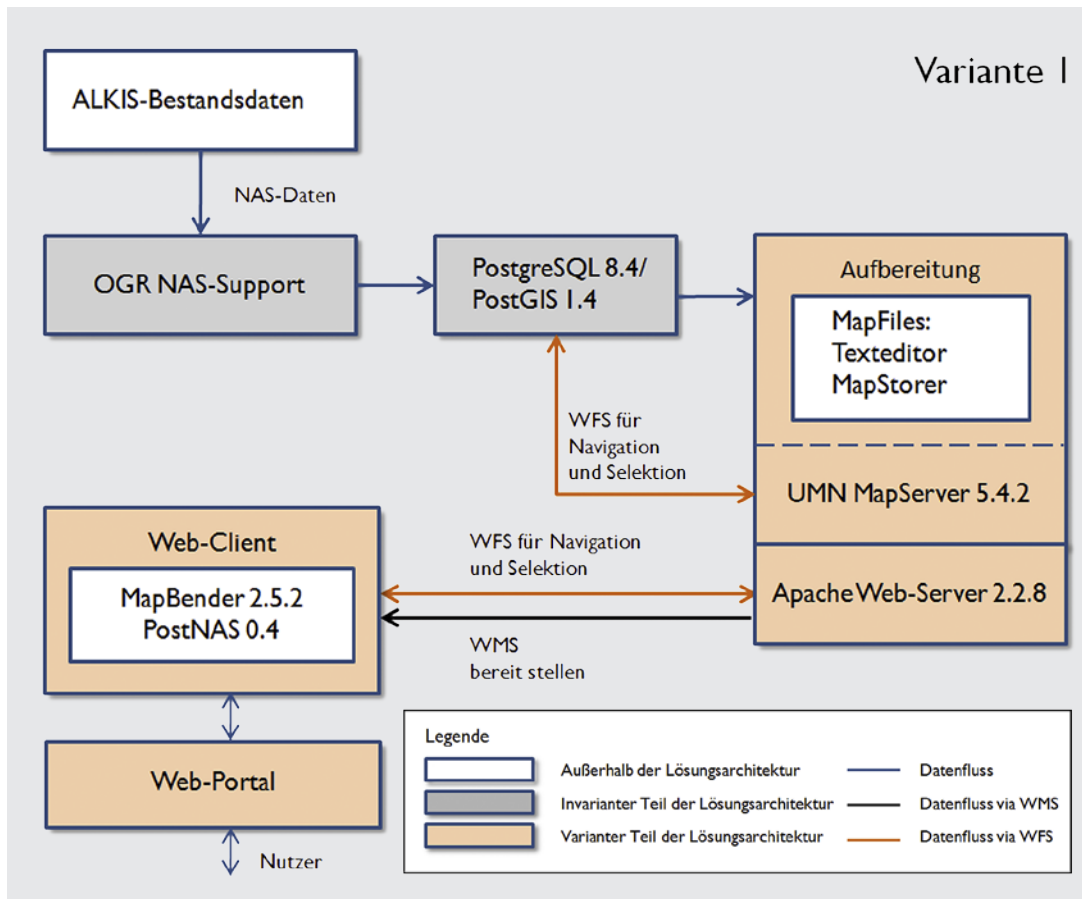 Variante 1
ALKIS-Bestandsdaten
NAS-Daten
OGR NAS-Support
PostgreSQL 8.4/
PostGIS 1.4
Aufbereitung
MapFiles:
Texteditor
MapStorer
WFS für
Navigation
und Selektion
UMN MapServer 5.4.2
Web-Client
MapBender 2.5.2
PostNAS 0.4
WFS für Navigation
und Selektion
Apache Web-Server 2.2.8
WMS
bereit stellen
Web-Portal
Nutzer
Legende
Außerhalb der Lösungsarchitektur
Datenfluss
Invarianter Teil der Lösungsarchitektur
Datenfluss via WMS
Varianter Teil der Lösungsarchitektur
Datenfluss via WFS